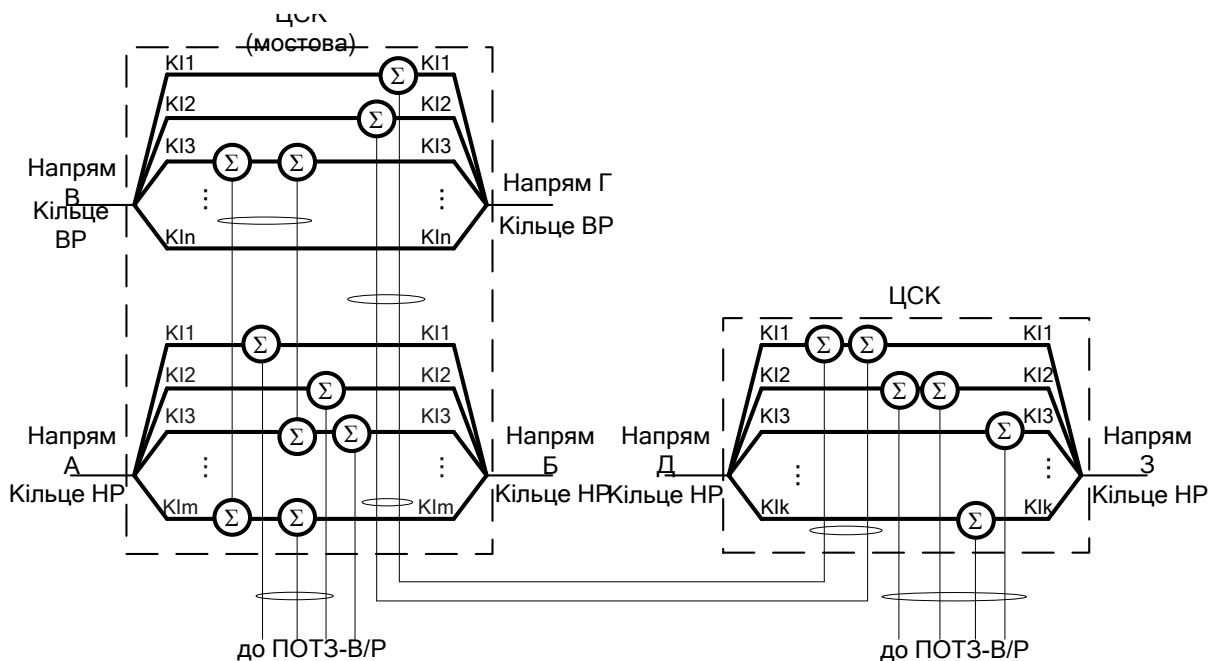 ЦСК
(мостова)
КІ1
КІ1
Σ
КІ2
КІ2
Σ
КІ3
КІ3
Σ
Σ
Напрям
В
Кільце
ВР
Напрям Г
Кільце ВР
⋮
⋮
КІn
КІn
КІ1
КІ1
Σ
КІ2
КІ2
Σ
КІ3
КІ3
Σ
Σ
Напрям
А
Кільце НР
Напрям
Б
Кільце НР
⋮
⋮
КІm
КІm
Σ
Σ
до ПОТЗ-В/Р
ЦСК
КІ1
КІ1
Σ
Σ
КІ2
КІ2
Σ
Σ
КІ3
КІ3
Σ
Напрям
Д
Кільце НР
Напрям
З
Кільце НР
⋮
⋮
КІk
КІk
Σ
до ПОТЗ-В/Р